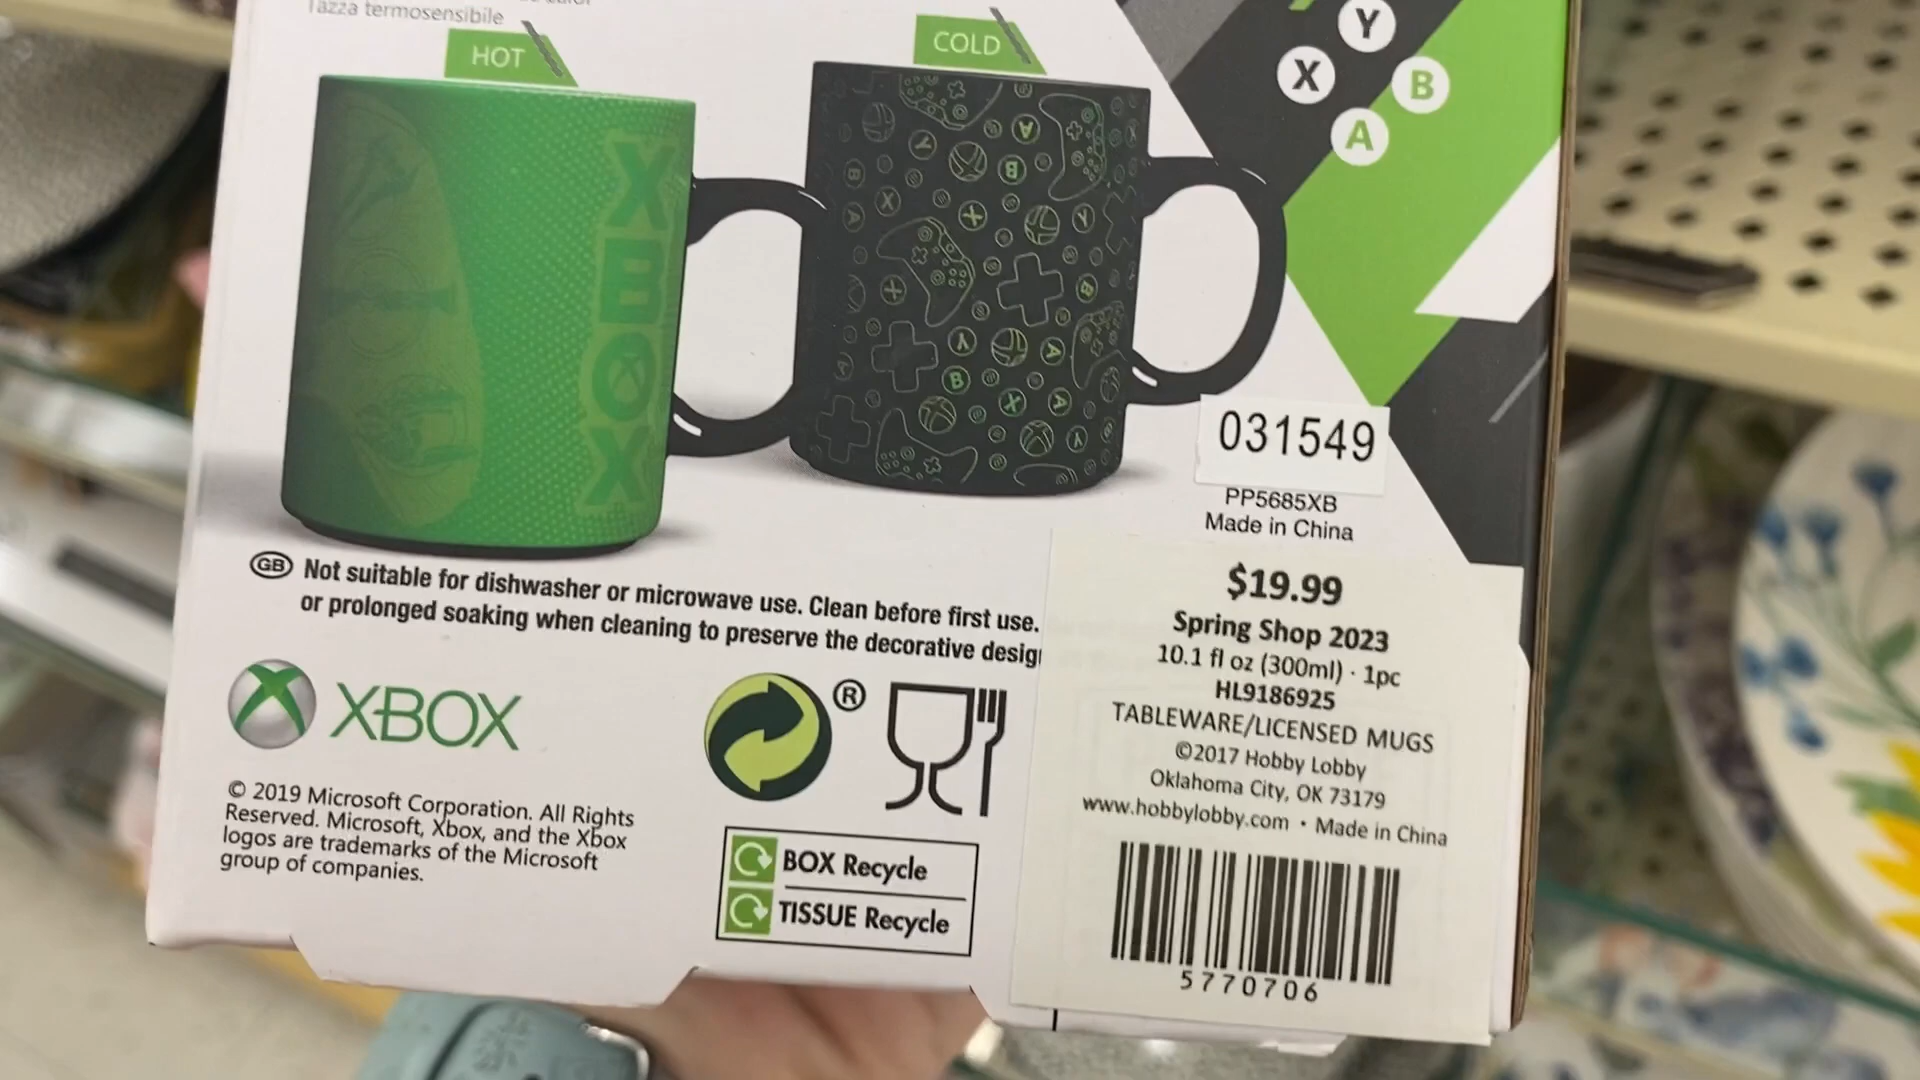 Tazza termosensibile
HOT
COLD
Y
X
B
A
XBOX
031549
PP5685XB
Made in China
GB Not suitable for dishwasher or microwave use. Clean before first use.
or prolonged soaking when cleaning to preserve the decorative desig
XBOX
®
© 2019 Microsoft Corporation. All Rights
Reserved. Microsoft, Xbox, and the Xbox
logos are trademarks of the Microsoft
group of companies.
BOX Recycle
TISSUE Recycle
$19.99
Spring Shop 2023
10.1 fl oz (300ml) · 1pc
HL9186925
TABLEWARE/LICENSED MUGS
©2017 Hobby Lobby
Oklahoma City, OK 73179
www.hobbylobby.com • Made in China
5770706